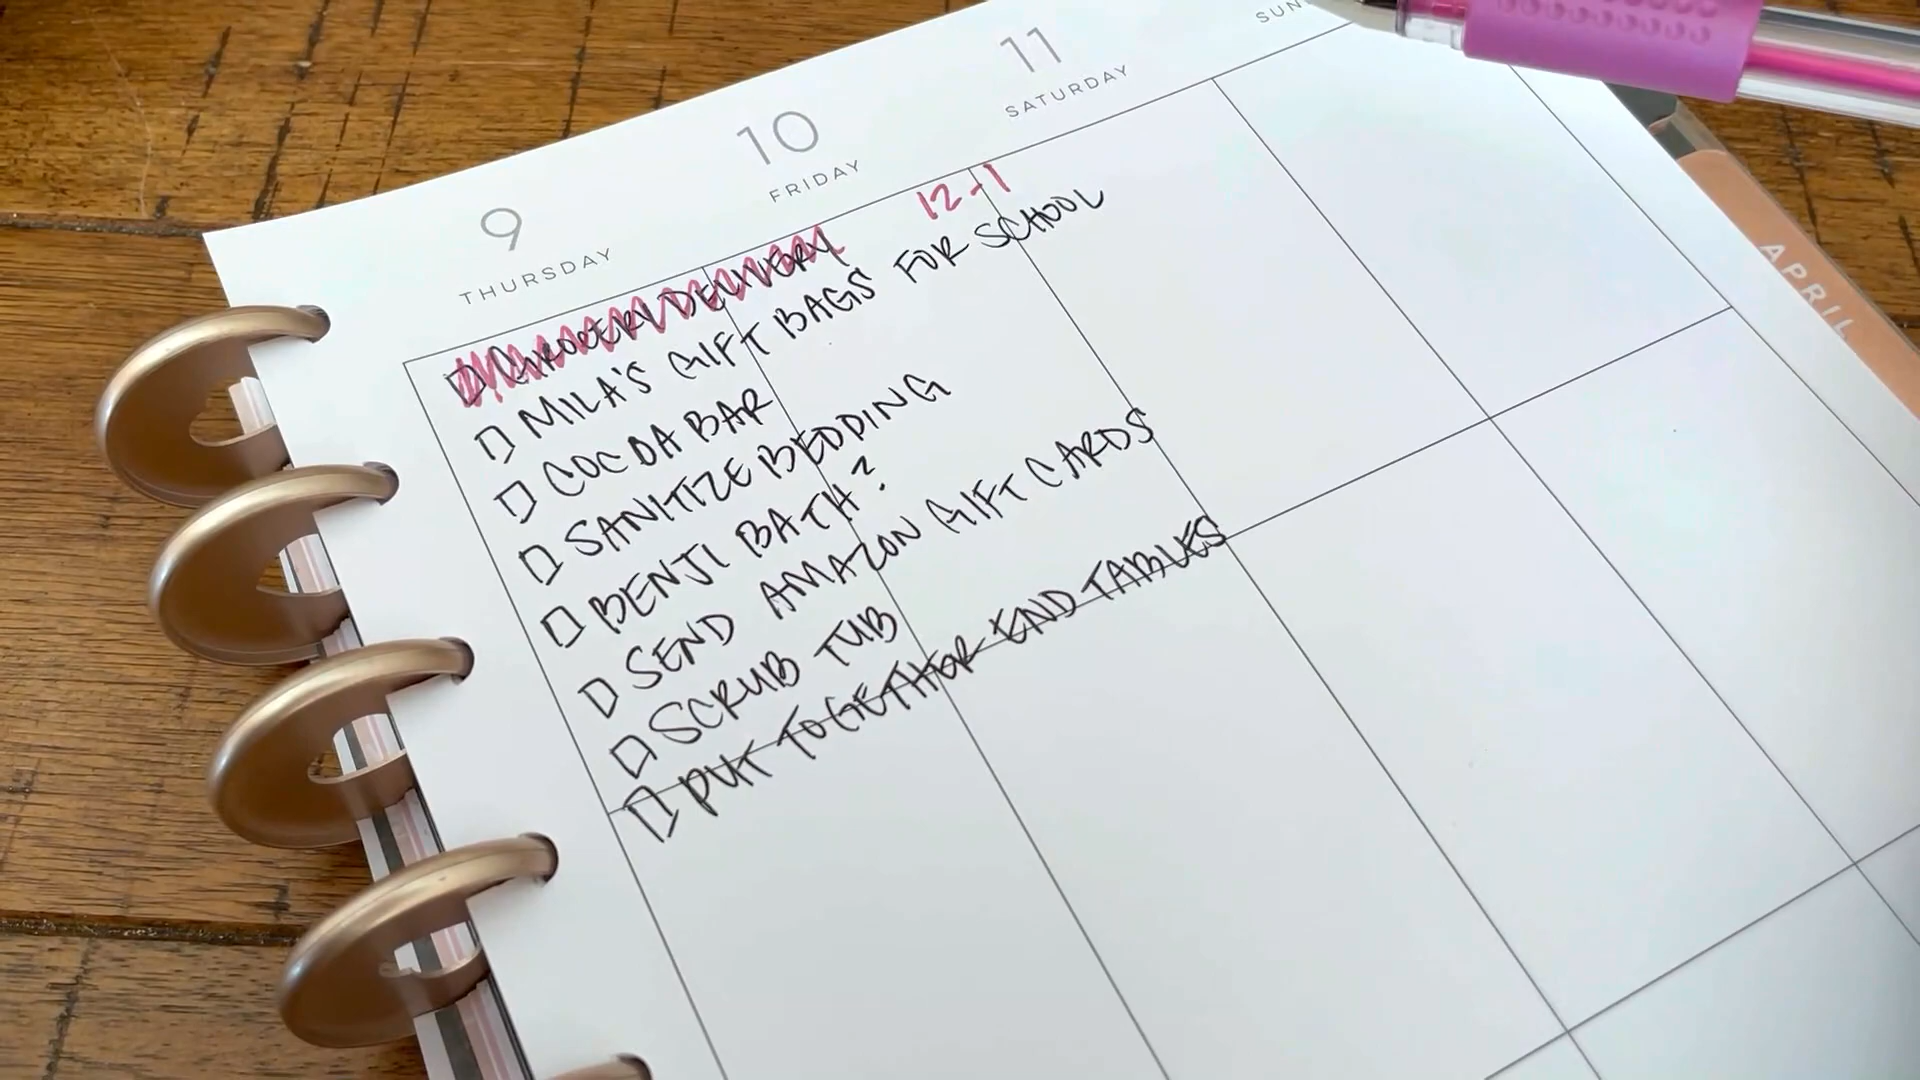 9
THURSDAY
10
FRIDAY
11
SATURDAY
SUN
12-1
GROCERY DELIVERY
MILA'S GIFT BAGS FOR SCHOOL
COCOA BAR
SANITIZE BEDDING
BENJI BATH?
SEND AMAZON GIFT CARDS
SCRUB TUB
PUT TOGETHER END TABLES
APRIL